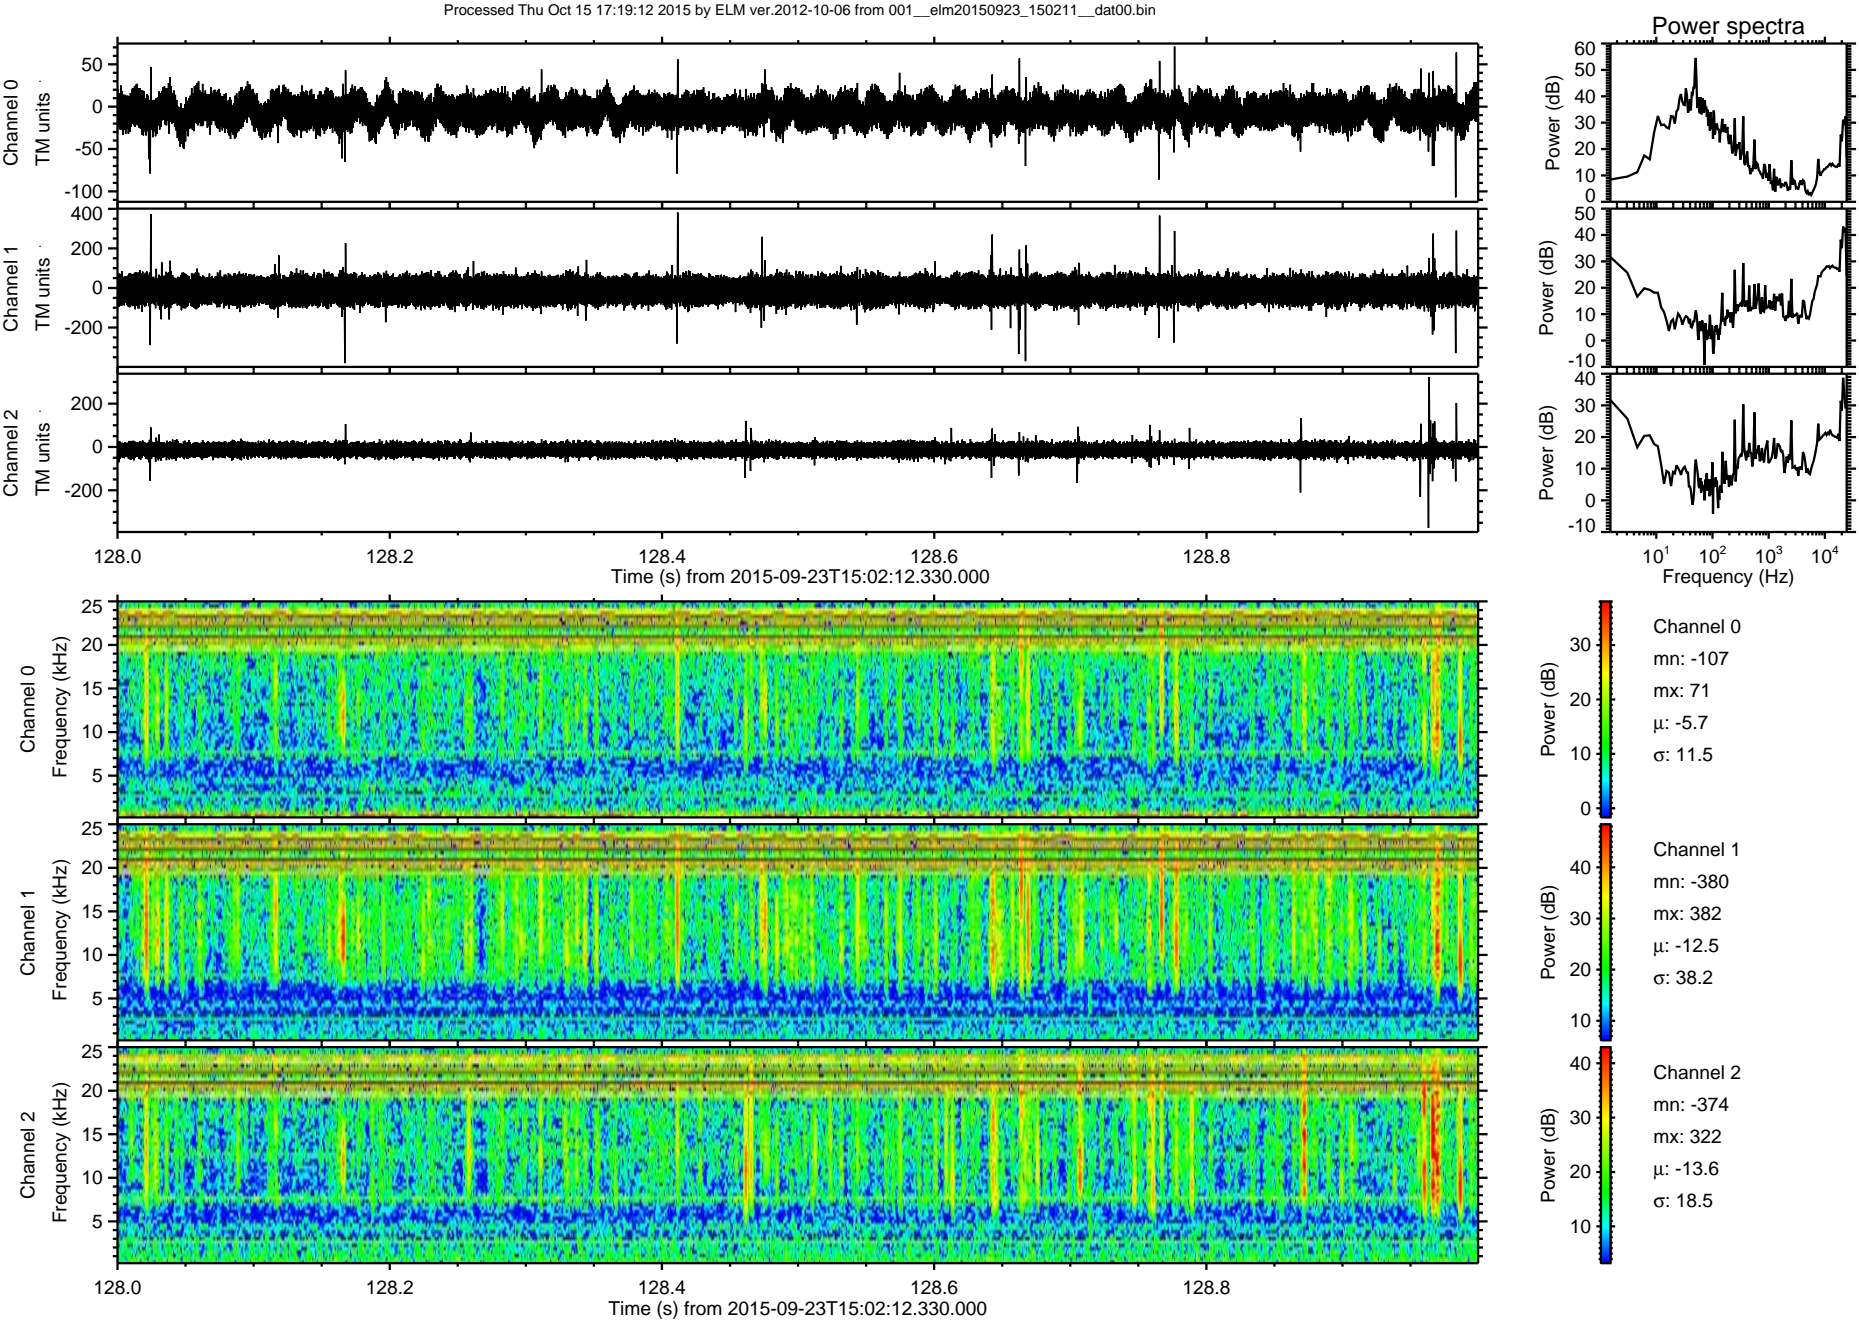 Processed Thu Oct 15 17:19:12 2015 by ELM ver.2012-10-06 from 001__elm20150923_150211__dat00.bin
Power spectra
Channel 0
TM units
50
0
-50
-100
Power (dB)
60
50
40
30
20
10
0
Channel 1
TM units
400
200
0
-200
Power (dB)
50
40
30
20
10
0
-10
Channel 2
TM units
200
0
-200
Power (dB)
40
30
20
10
0
-10
128.0 128.2 128.4 128.6 128.8
Time (s) from 2015-09-23T15:02:12.330.000
10¹ 10² 10³ 10⁴
Frequency (Hz)
Channel 0
Frequency (kHz)
25
20
15
10
5
Power (dB)
30
20
10
0
Channel 0
mn: -107
mx: 71
µ: -5.7
σ: 11.5
Channel 1
Frequency (kHz)
25
20
15
10
5
Power (dB)
40
30
20
10
Channel 1
mn: -380
mx: 382
µ: -12.5
σ: 38.2
Channel 2
Frequency (kHz)
25
20
15
10
5
Power (dB)
40
30
20
10
Channel 2
mn: -374
mx: 322
µ: -13.6
σ: 18.5
128.0 128.2 128.4 128.6 128.8
Time (s) from 2015-09-23T15:02:12.330.000